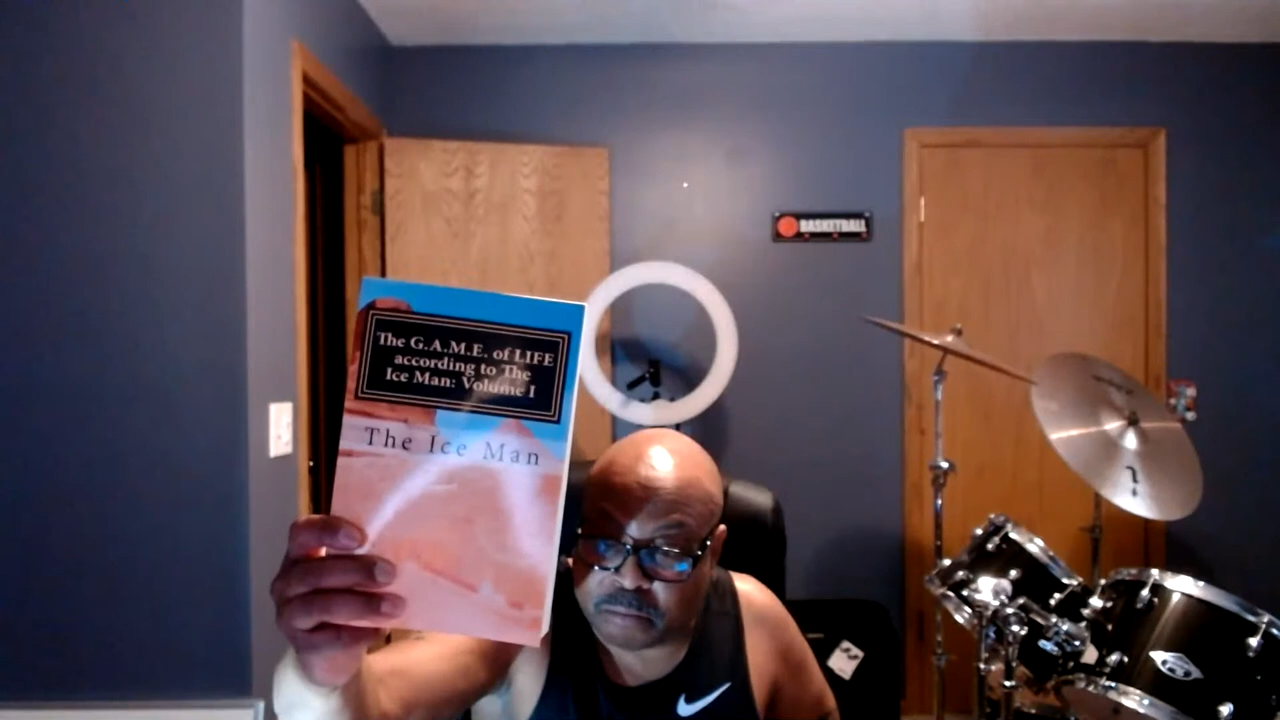 BASKETBALL
The G.A.M.E. of LIFE
according to The
Ice Man: Volume I
The Ice Man